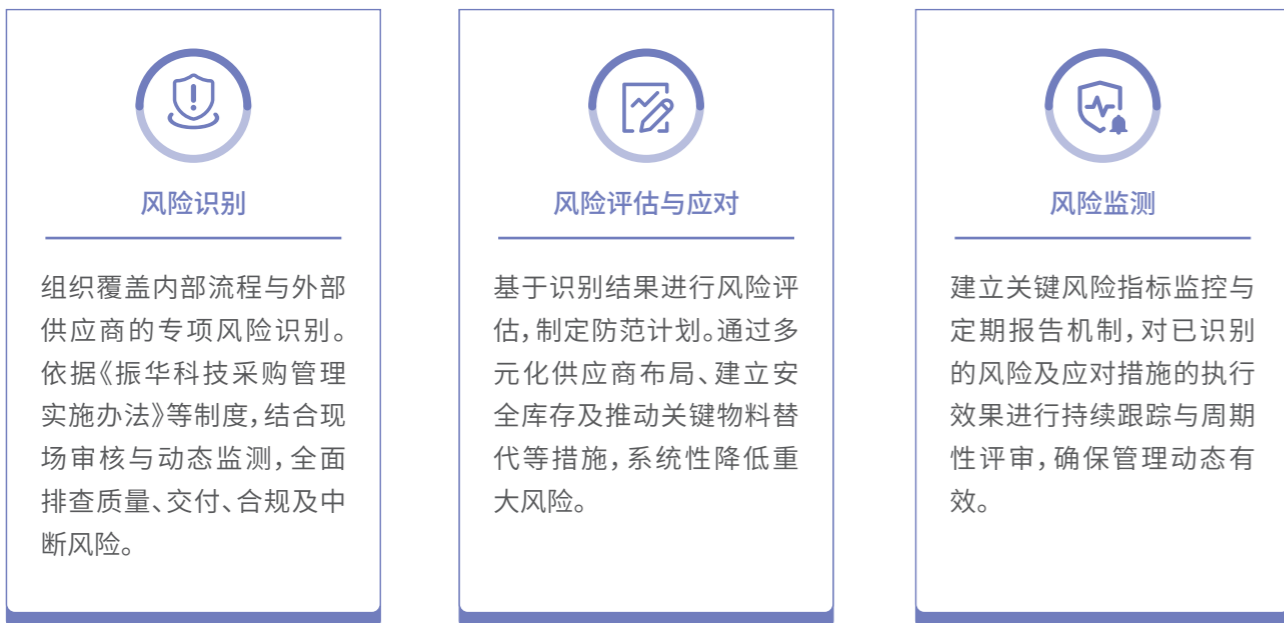 风险识别
组织覆盖内部流程与外部
供应商的专项风险识别。
依据《振华科技采购管理
实施办法》等制度，结合现
场审核与动态监测，全面
排查质量、交付、合规及中
断风险。
风险评估与应对
基于识别结果进行风险评
估，制定防范计划。通过多
元化供应商布局、建立安
全库存及推动关键物料替
代等措施，系统性降低重
大风险。
风险监测
建立关键风险指标监控与
定期报告机制，对已识别
的风险及应对措施的执行
效果进行持续跟踪与周期
性评审，确保管理动态有
效。